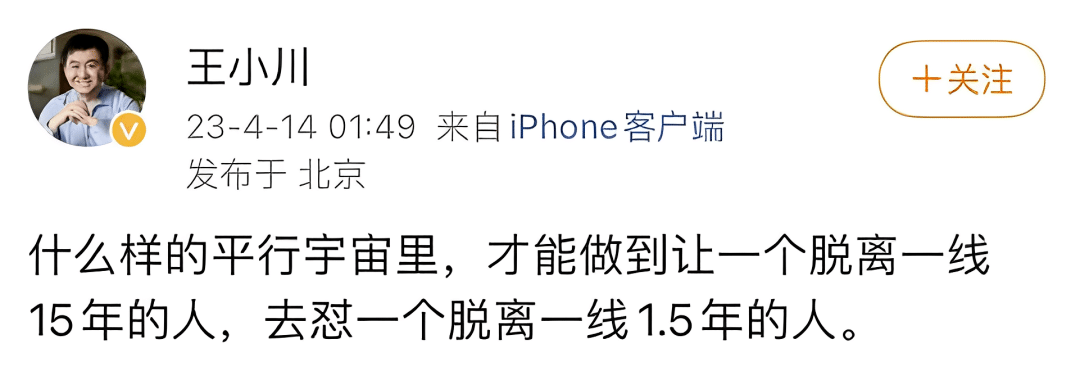 王小川
+关注
23-4-14 01:49 来自 iPhone客户端
发布于 北京
什么样的平行宇宙里，才能做到让一个脱离一线
15年的人，去怼一个脱离一线1.5年的人。